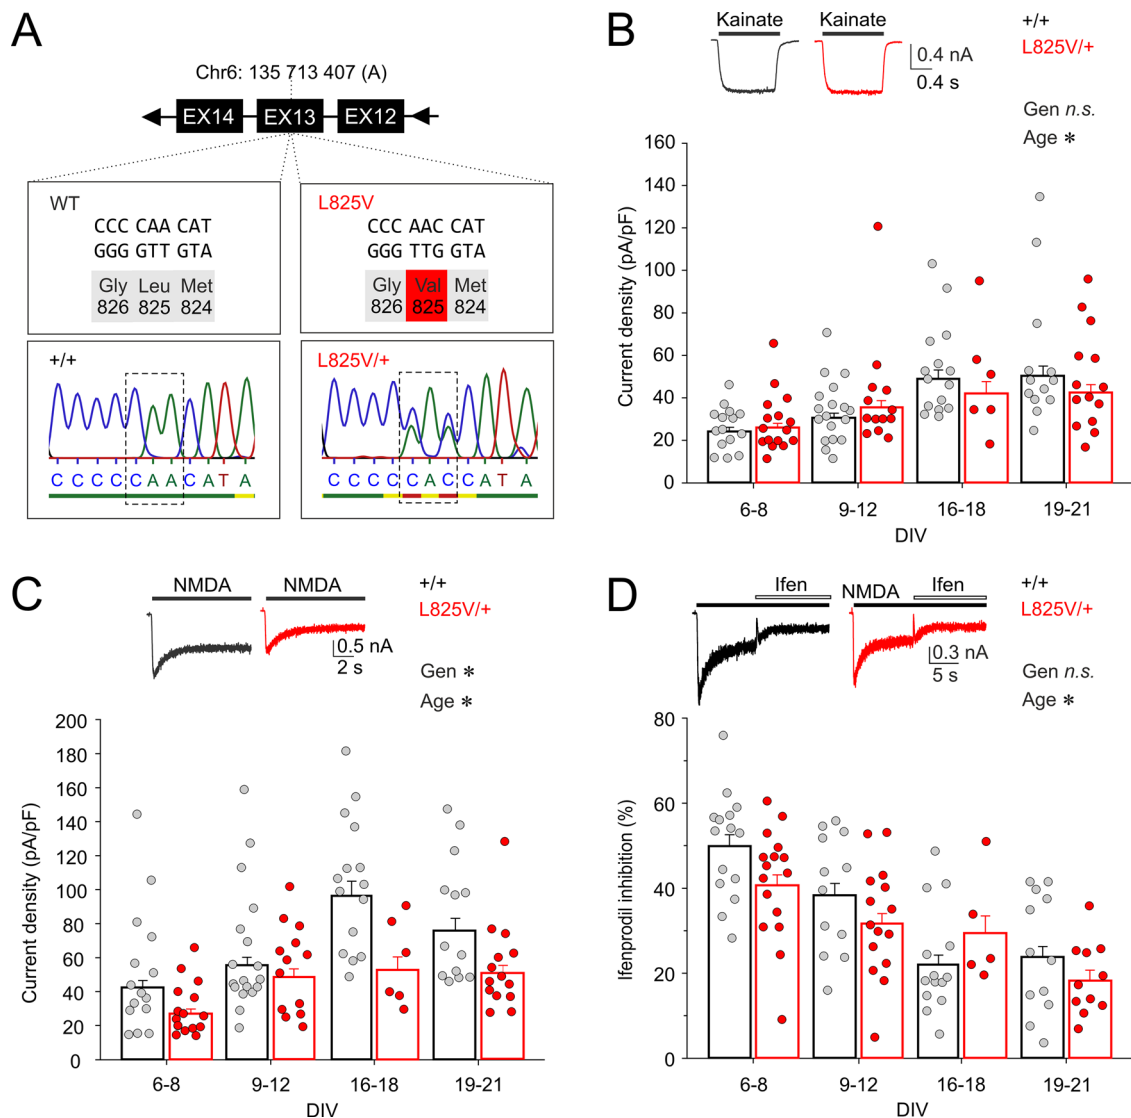 A
Chr6: 135 713 407 (A)
EX14 EX13 EX12
WT
CCC CAA CAT
GGG GTT GTA
Gly Leu Met
826 825 824
L825V
CCC AAC CAT
GGG TTG GTA
Gly Val Met
826 825 824
+/+
C C C C C A A C A T A
L825V/+
C C C C C A C C A T A
B
Kainate Kainate
0.4 nA
0.4 s
+/+
L825V/+
Gen n.s.
Age *
Current density (pA/pF)
160
140
120
100
80
60
40
20
0
6-8 9-12 16-18 19-21
DIV
C
NMDA NMDA
0.5 nA
2 s
+/+
L825V/+
Gen *
Age *
Current density (pA/pF)
200
180
160
140
120
100
80
60
40
20
0
6-8 9-12 16-18 19-21
DIV
D
Ifen NMDA Ifen
0.3 nA
5 s
+/+
L825V/+
Gen n.s.
Age *
Ifenprodil inhibition (%)
80
60
40
20
0
6-8 9-12 16-18 19-21
DIV